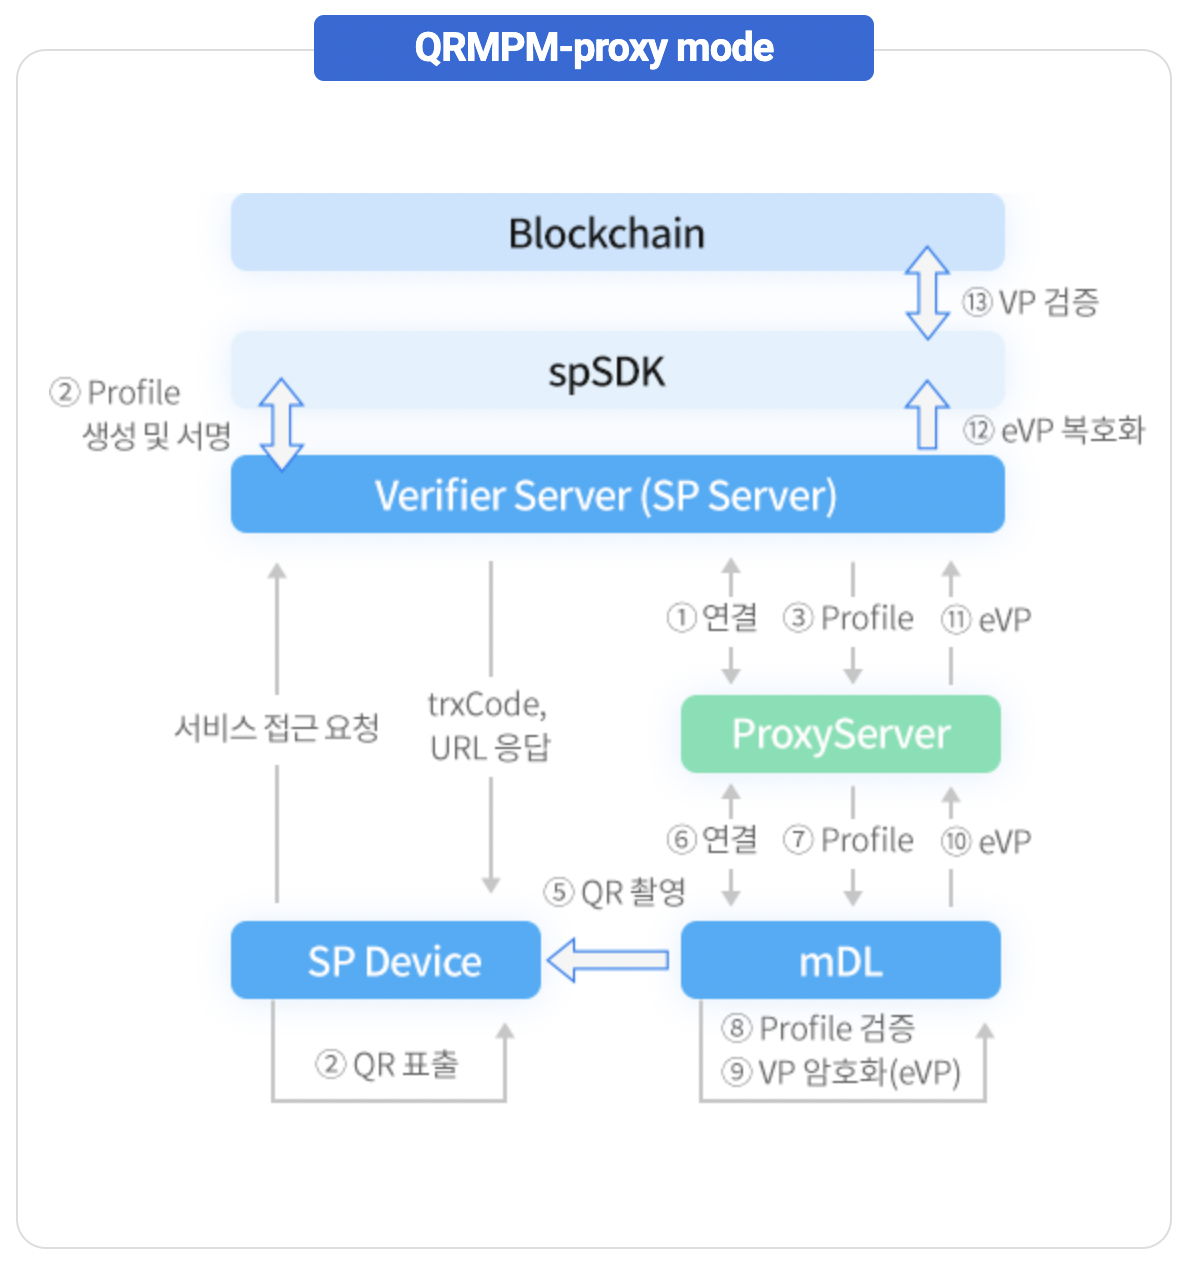 QRMPM-proxy mode
Blockchain
⑬ VP 검증
spSDK
② Profile
생성 및 서명
⑫ eVP 복호화
Verifier Server (SP Server)
① 연결
③ Profile
⑪ eVP
서비스 접근 요청
trxCode,
URL 응답
ProxyServer
⑥ 연결
⑦ Profile
⑩ eVP
⑤ QR 촬영
SP Device
mDL
② QR 표출
⑧ Profile 검증
⑨ VP 암호화(eVP)